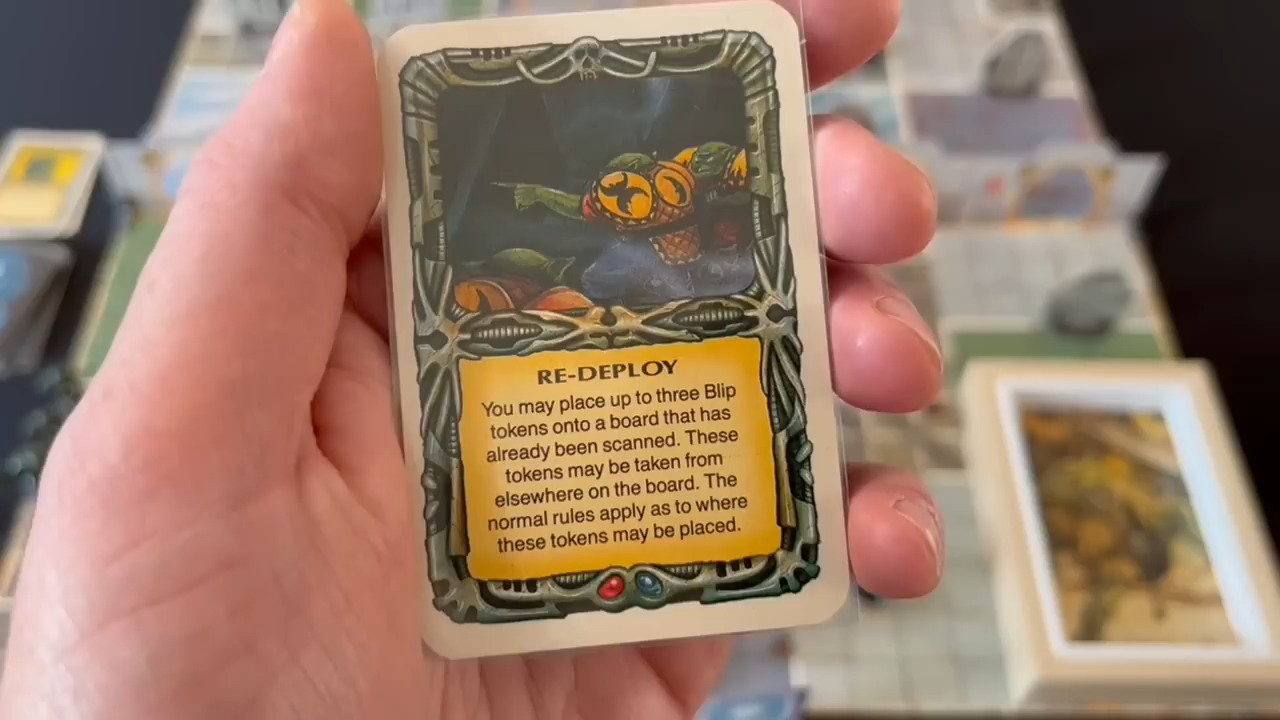 RE-DEPLOY
You may place up to three Blip
tokens onto a board that has
already been scanned. These
tokens may be taken from
elsewhere on the board. The
normal rules apply as to where
these tokens may be placed.